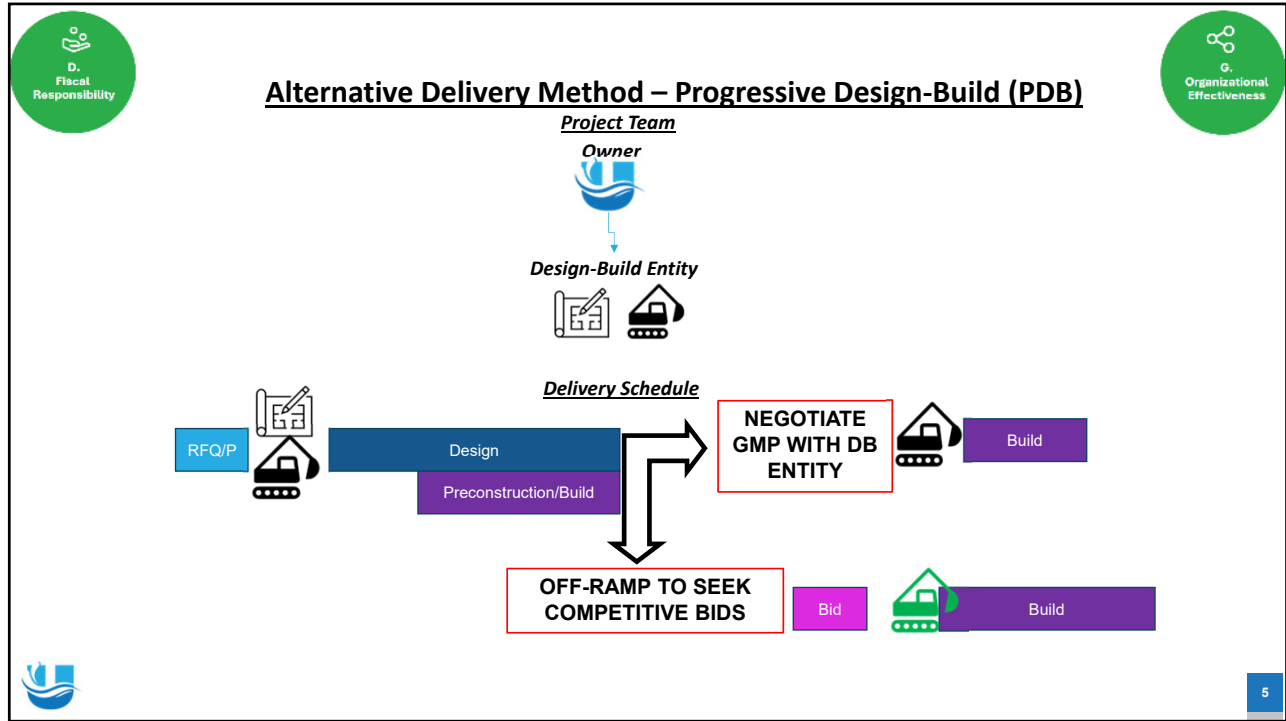 D.
Fiscal
Responsibility
G.
Organizational
Effectiveness
Alternative Delivery Method – Progressive Design-Build (PDB)
Project Team
Owner
Design-Build Entity
Delivery Schedule
RFQ/P
Design
Preconstruction/Build
NEGOTIATE
GMP WITH DB
ENTITY
Build
OFF-RAMP TO SEEK
COMPETITIVE BIDS
Bid
Build
5